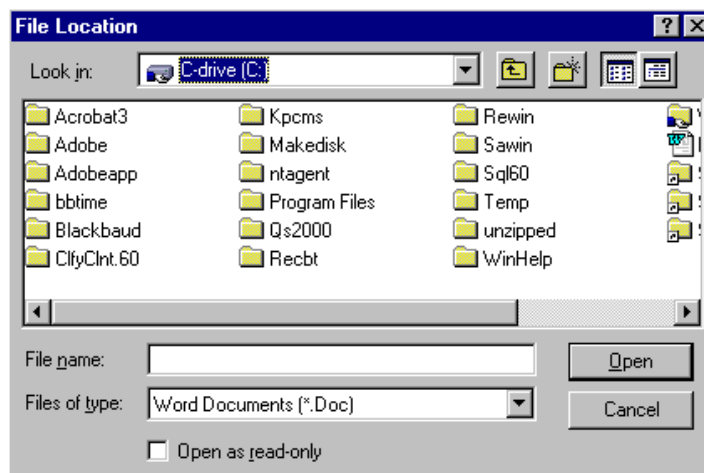 File Location
Look in: C-drive (C:
Acrobat3 Kpcms Rewin
Adobe Makedisk Sawin
Adobeapp ntagent Sql60
bbtime Program Files Temp
Blackbaud Qs2000 unzipped
ClfyClnt.60 Recbt WinHelp
File name: Open
Files of type: Word Documents (*.Doc) Cancel
Open as read-only